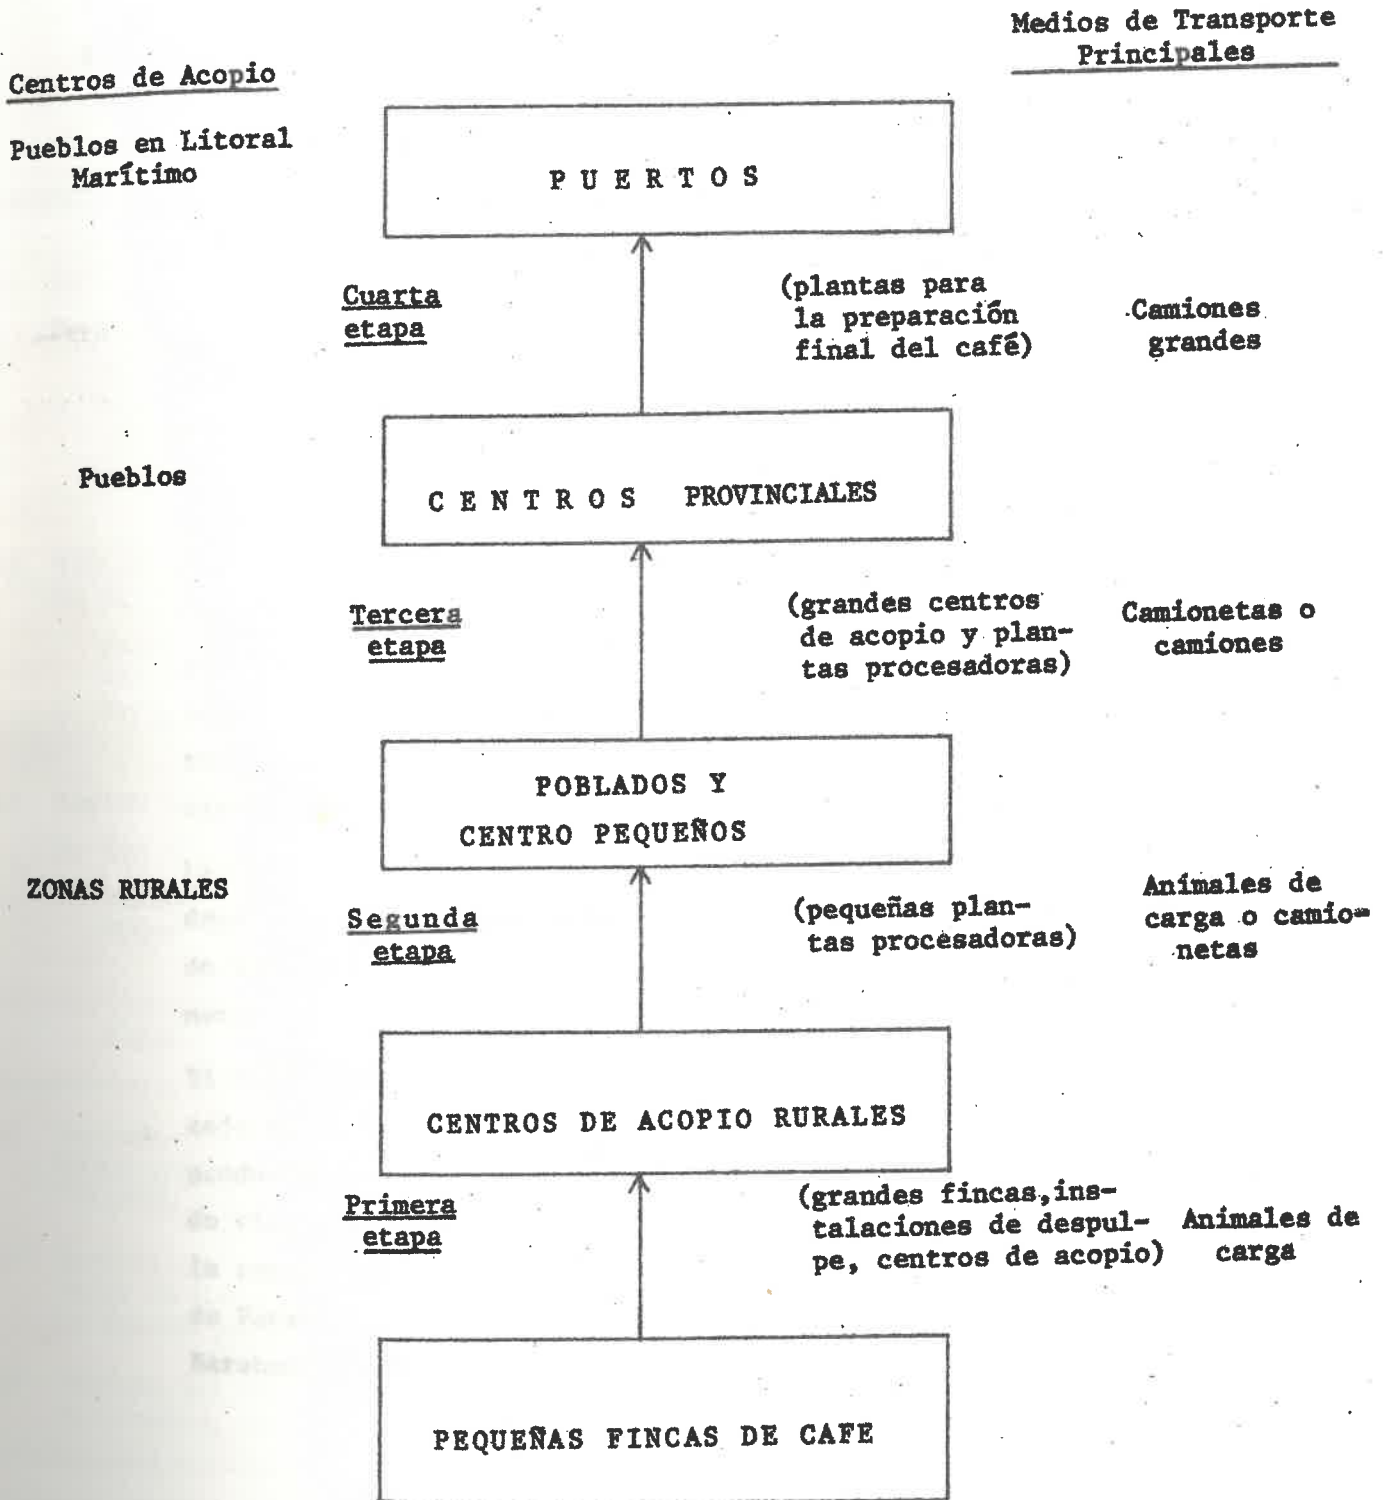 Medios de Transporte
Principales
Centros de Acopio
Pueblos en Litoral
Marítimo
P U E R T O S
Cuarta
etapa
(plantas para
la preparación
final del café)
Camiones
grandes
Pueblos
C E N T R O S PROVINCIALES
Tercera
etapa
(grandes centros
de acopio y plan-
tas procesadoras)
Camionetas o
camiones
POBLADOS Y
CENTRO PEQUEÑOS
ZONAS RURALES
Segunda
etapa
(pequeñas plan-
tas procesadoras)
Animales de
carga o camio-
netas
CENTROS DE ACOPIO RURALES
Primera
etapa
(grandes fincas,ins-
talaciones de despul-
pe, centros de acopio)
Animales de
carga
PEQUEÑAS FINCAS DE CAFE